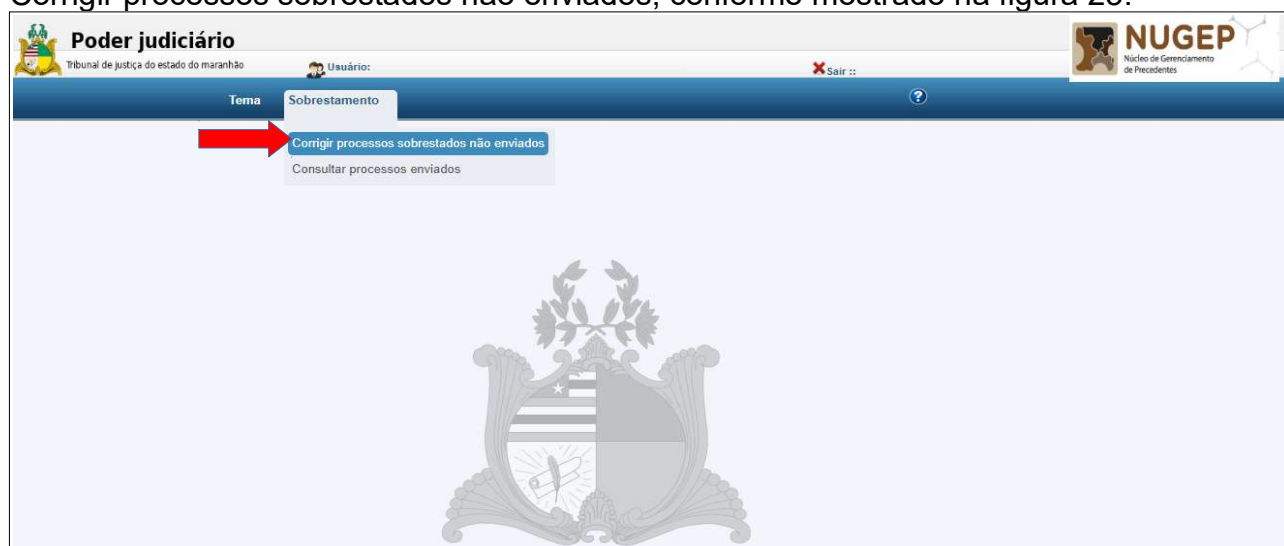 Corrigir processos sobrestados não enviados, conforme mostrado na figura 25.
Poder judiciário
Tribunal de justiça do estado do maranhão
Usuário:
Sair ::
NUGEP
Núcleo de Gerenciamento
de Precedentes
Tema
Sobrestamento
?
Corrigir processos sobrestados não enviados
Consultar processos enviados